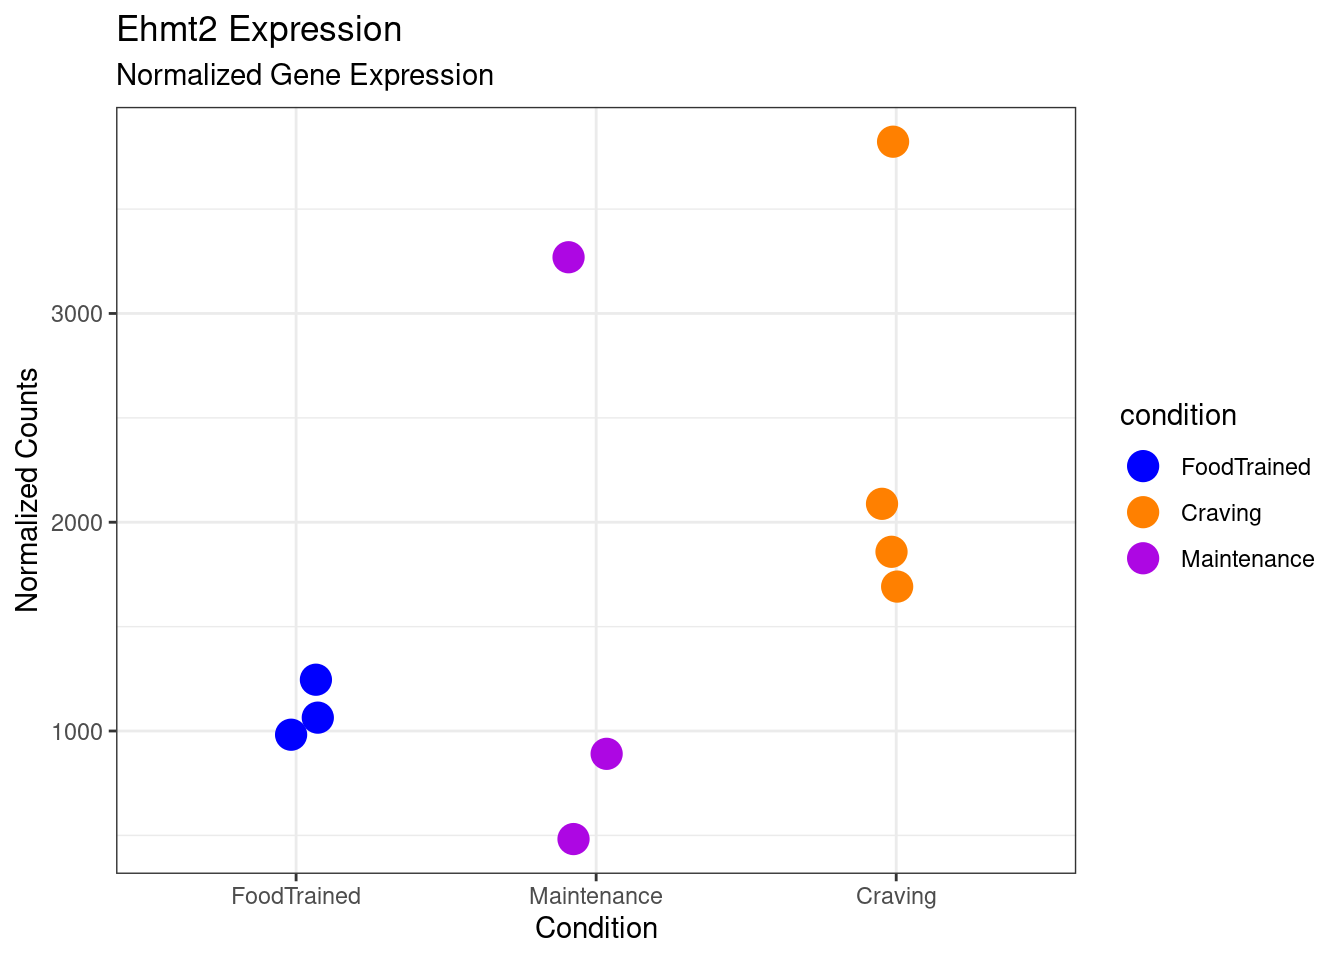 Ehmt2 Expression
Normalized Gene Expression
Normalized Counts
3000
2000
1000
FoodTrained
Maintenance
Craving
Condition
condition
FoodTrained
Craving
Maintenance